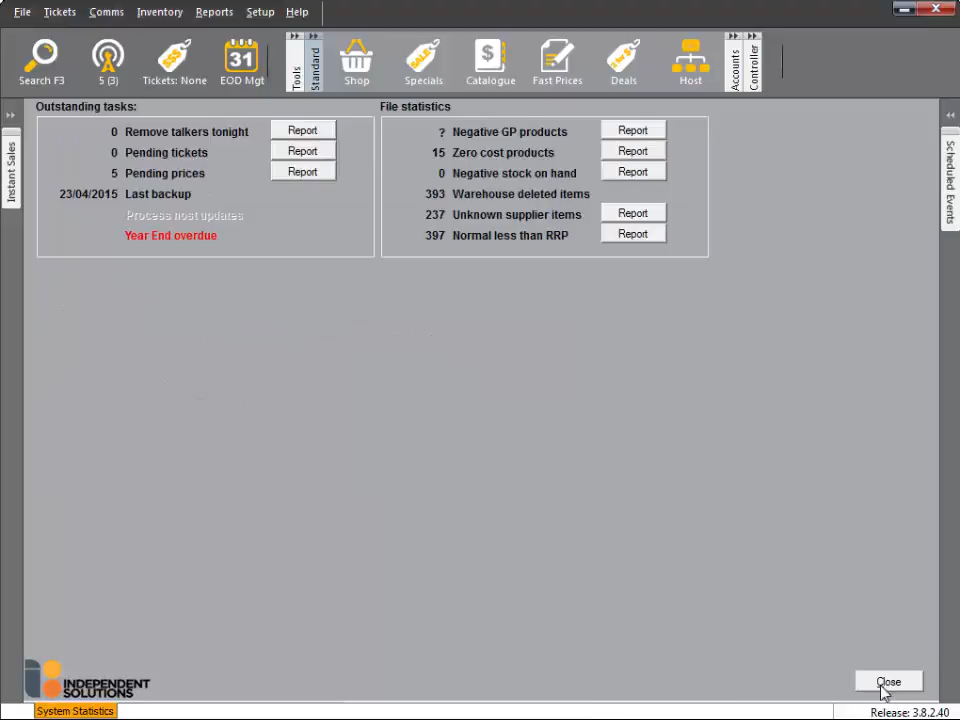 File Tickets Comms Inventory Reports Setup Help
Search F3
5 (3)
Tickets: None
31
EOD Mgt
Tools
Standard
Shop
SALE
Specials
$
Catalogue
Fast Prices
Deals
Host
Accounts
Controller
Instant Sales
Scheduled Events
Outstanding tasks:
0 Remove talkers tonight Report
0 Pending tickets Report
5 Pending prices Report
23/04/2015 Last backup
Process host updates
Year End overdue
File statistics
? Negative GP products Report
15 Zero cost products Report
0 Negative stock on hand Report
393 Warehouse deleted items
237 Unknown supplier items Report
397 Normal less than RRP Report
INDEPENDENT
SOLUTIONS
Close
System Statistics
Release: 3.8.2.40